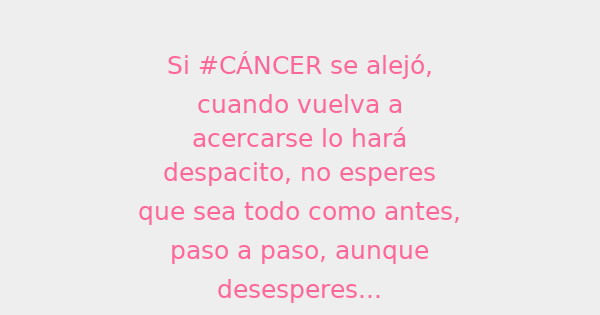 Si #CÁNCER se alejó,
cuando vuelva a
acercarse lo hará
despacito, no esperes
que sea todo como antes,
paso a paso, aunque
desesperes...